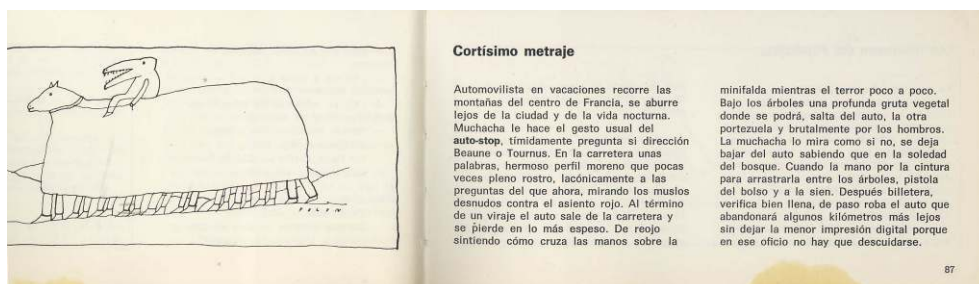 FOLON
Cortísimo metraje
Automovilista en vacaciones recorre las
montañas del centro de Francia, se aburre
lejos de la ciudad y de la vida nocturna.
Muchacha le hace el gesto usual del
auto-stop, tímidamente pregunta si dirección
Beaune o Tournus. En la carretera unas
palabras, hermoso perfil moreno que pocas
veces pleno rostro, lacónicamente a las
preguntas del que ahora, mirando los muslos
desnudos contra el asiento rojo. Al término
de un viraje el auto sale de la carretera y
se pierde en lo más espeso. De reojo
sintiendo cómo cruza las manos sobre la
minifalda mientras el terror poco a poco.
Bajo los árboles una profunda gruta vegetal
donde se podrá, salta del auto, la otra
portezuela y brutalmente por los hombros.
La muchacha lo mira como si no, se deja
bajar del auto sabiendo que en la soledad
del bosque. Cuando la mano por la cintura
para arrastrarla entre los árboles, pistola
del bolso y a la sien. Después billetera,
verifica bien llena, de paso roba el auto que
abandonará algunos kilómetros más lejos
sin dejar la menor impresión digital porque
en ese oficio no hay que descuidarse.
87